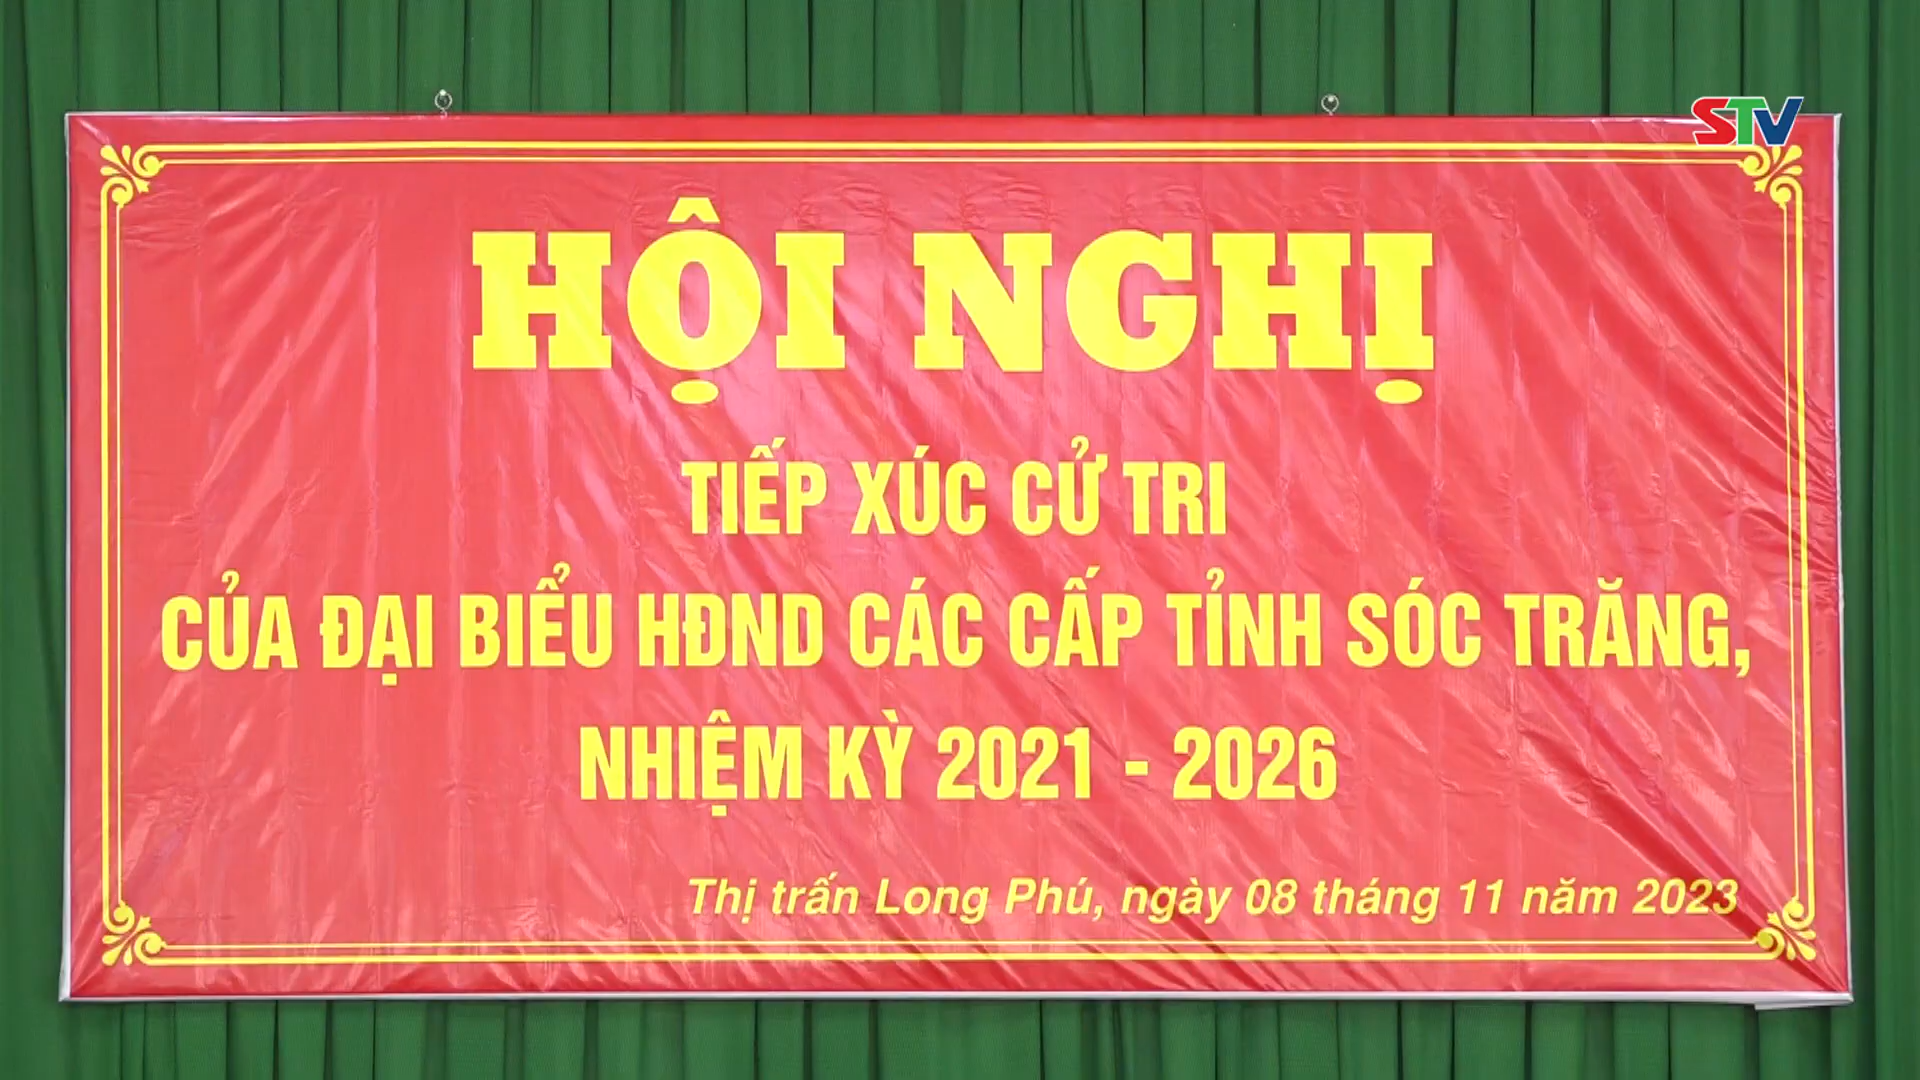 STV
HỘI NGHỊ
TIẾP XÚC CỬ TRI
CỦA ĐẠI BIỂU HĐND CÁC CẤP TỈNH SÓC TRĂNG,
NHIỆM KỲ 2021 - 2026
Thị trấn Long Phú, ngày 08 tháng 11 năm 2023